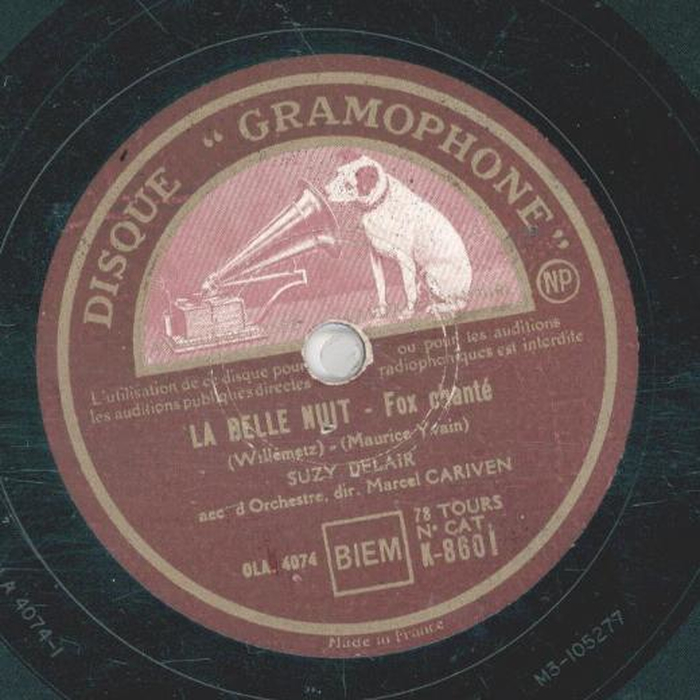 DISQUE "GRAMOPHONE"
NP
L'utilisation de ce disque pour ou pour les auditions
les auditions publiques directes radiophoniques est interdite
LA BELLE NUIT - Fox chanté
(Willemetz) - (Maurice Yvain)
SUZY DELAIR
acc d'Orchestre, dir. Marcel CARIVEN
OLA. 4074
BIEM
78 TOURS
N° CAT.
K-8601
Made in France
A 4074-1
M3-105277